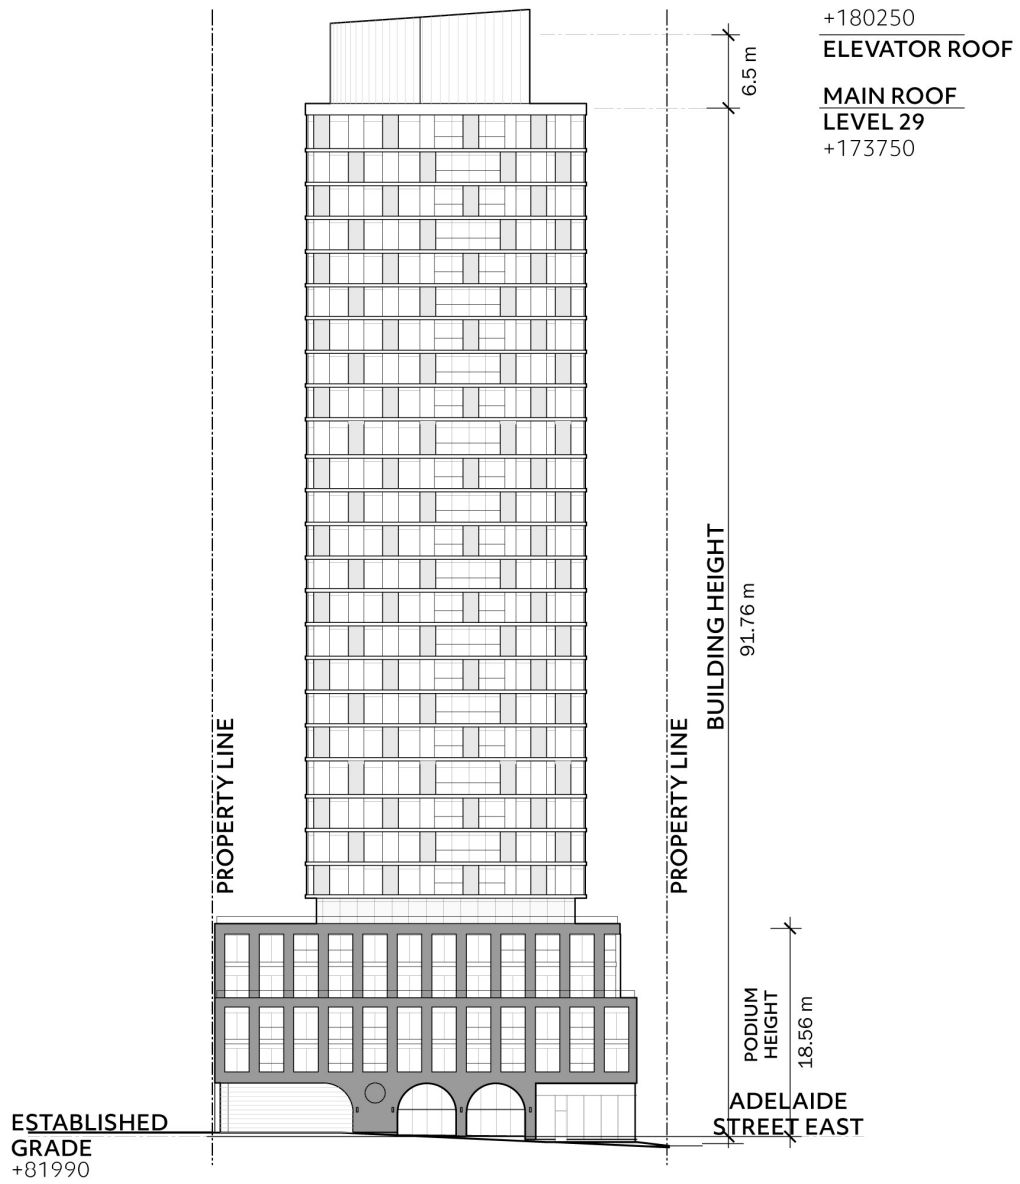 +180250
ELEVATOR ROOF
6.5 m
MAIN ROOF
LEVEL 29
+173750
BUILDING HEIGHT
91.76 m
PROPERTY LINE
PROPERTY LINE
PODIUM
HEIGHT
18.56 m
ADELAIDE
STREET EAST
ESTABLISHED
GRADE
+81990